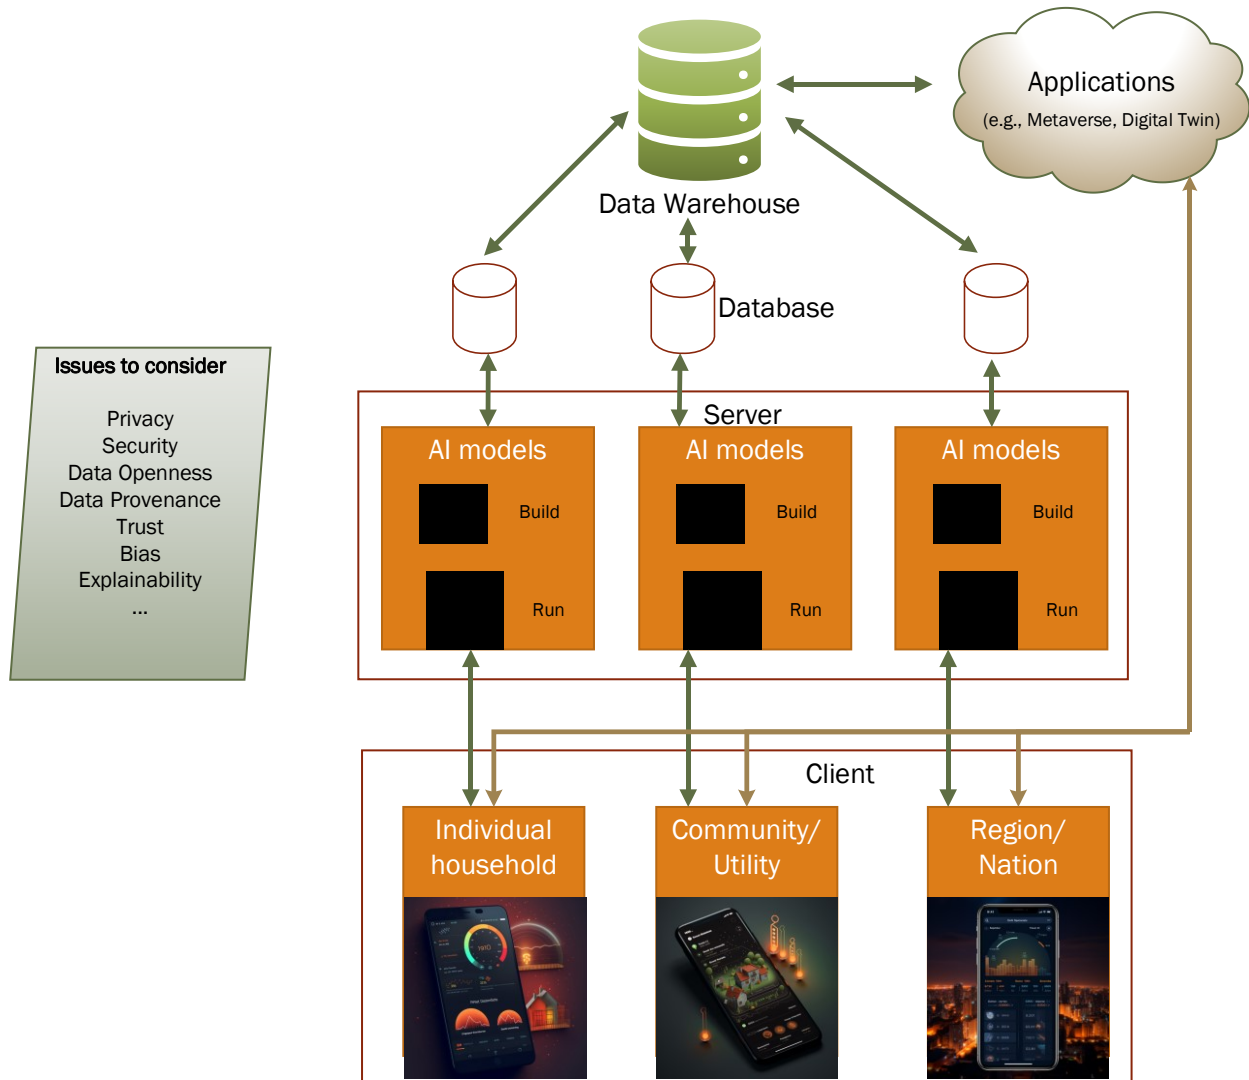 Applications
(e.g., Metaverse, Digital Twin)
Data Warehouse
Database
Issues to consider
Privacy
Security
Data Openness
Data Provenance
Trust
Bias
Explainability
...
Server
AI models
Build
Run
AI models
Build
Run
AI models
Build
Run
Client
Individual
household
Community/
Utility
Region/
Nation